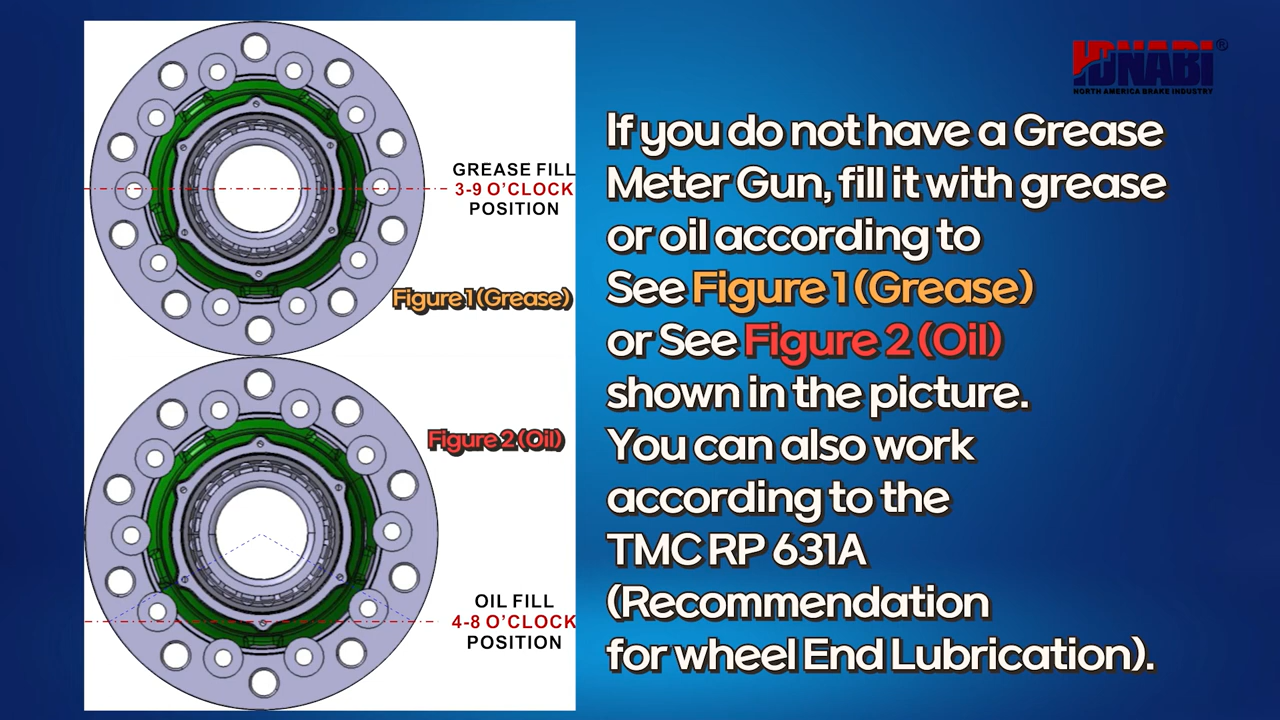 HDNABI®
NORTH AMERICA BRAKE INDUSTRY
GREASE FILL
3-9 O'CLOCK
POSITION
Figure 1 (Grease)
Figure 2 (Oil)
OIL FILL
4-8 O'CLOCK
POSITION
If you do not have a Grease
Meter Gun, fill it with grease
or oil according to
See Figure 1 (Grease)
or See Figure 2 (Oil)
shown in the picture.
You can also work
according to the
TMC RP 631A
(Recommendation
for wheel End Lubrication).